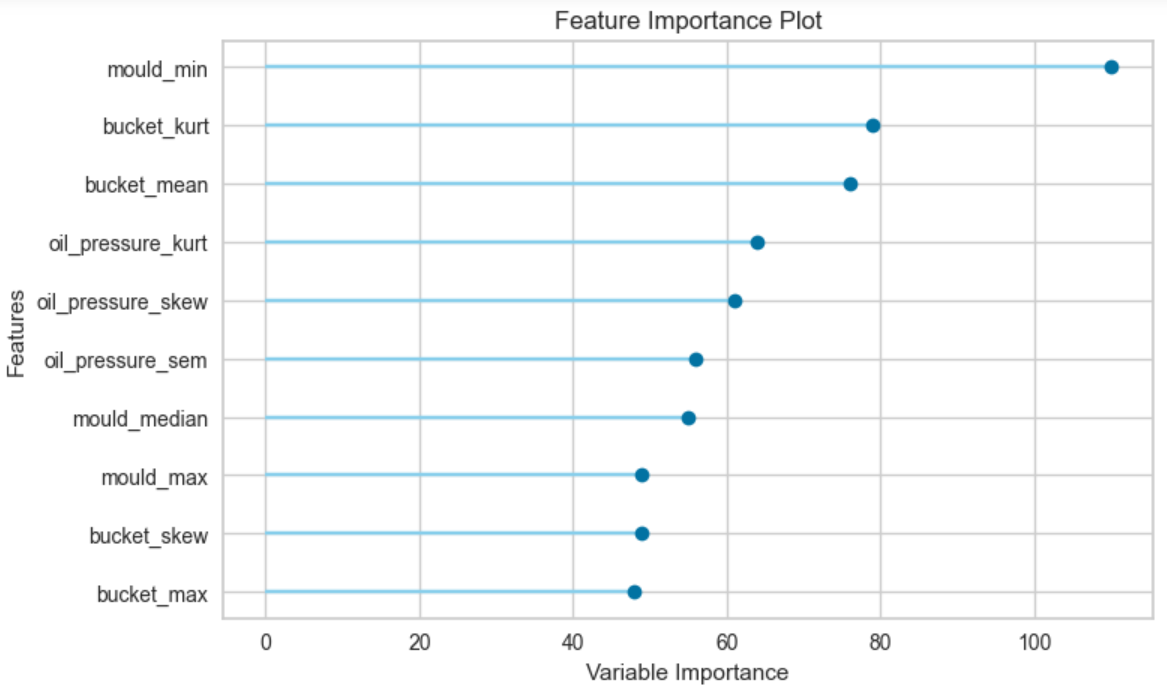 Feature Importance Plot
mould_min
bucket_kurt
bucket_mean
oil_pressure_kurt
oil_pressure_skew
oil_pressure_sem
mould_median
mould_max
bucket_skew
bucket_max
Features
0 20 40 60 80 100
Variable Importance